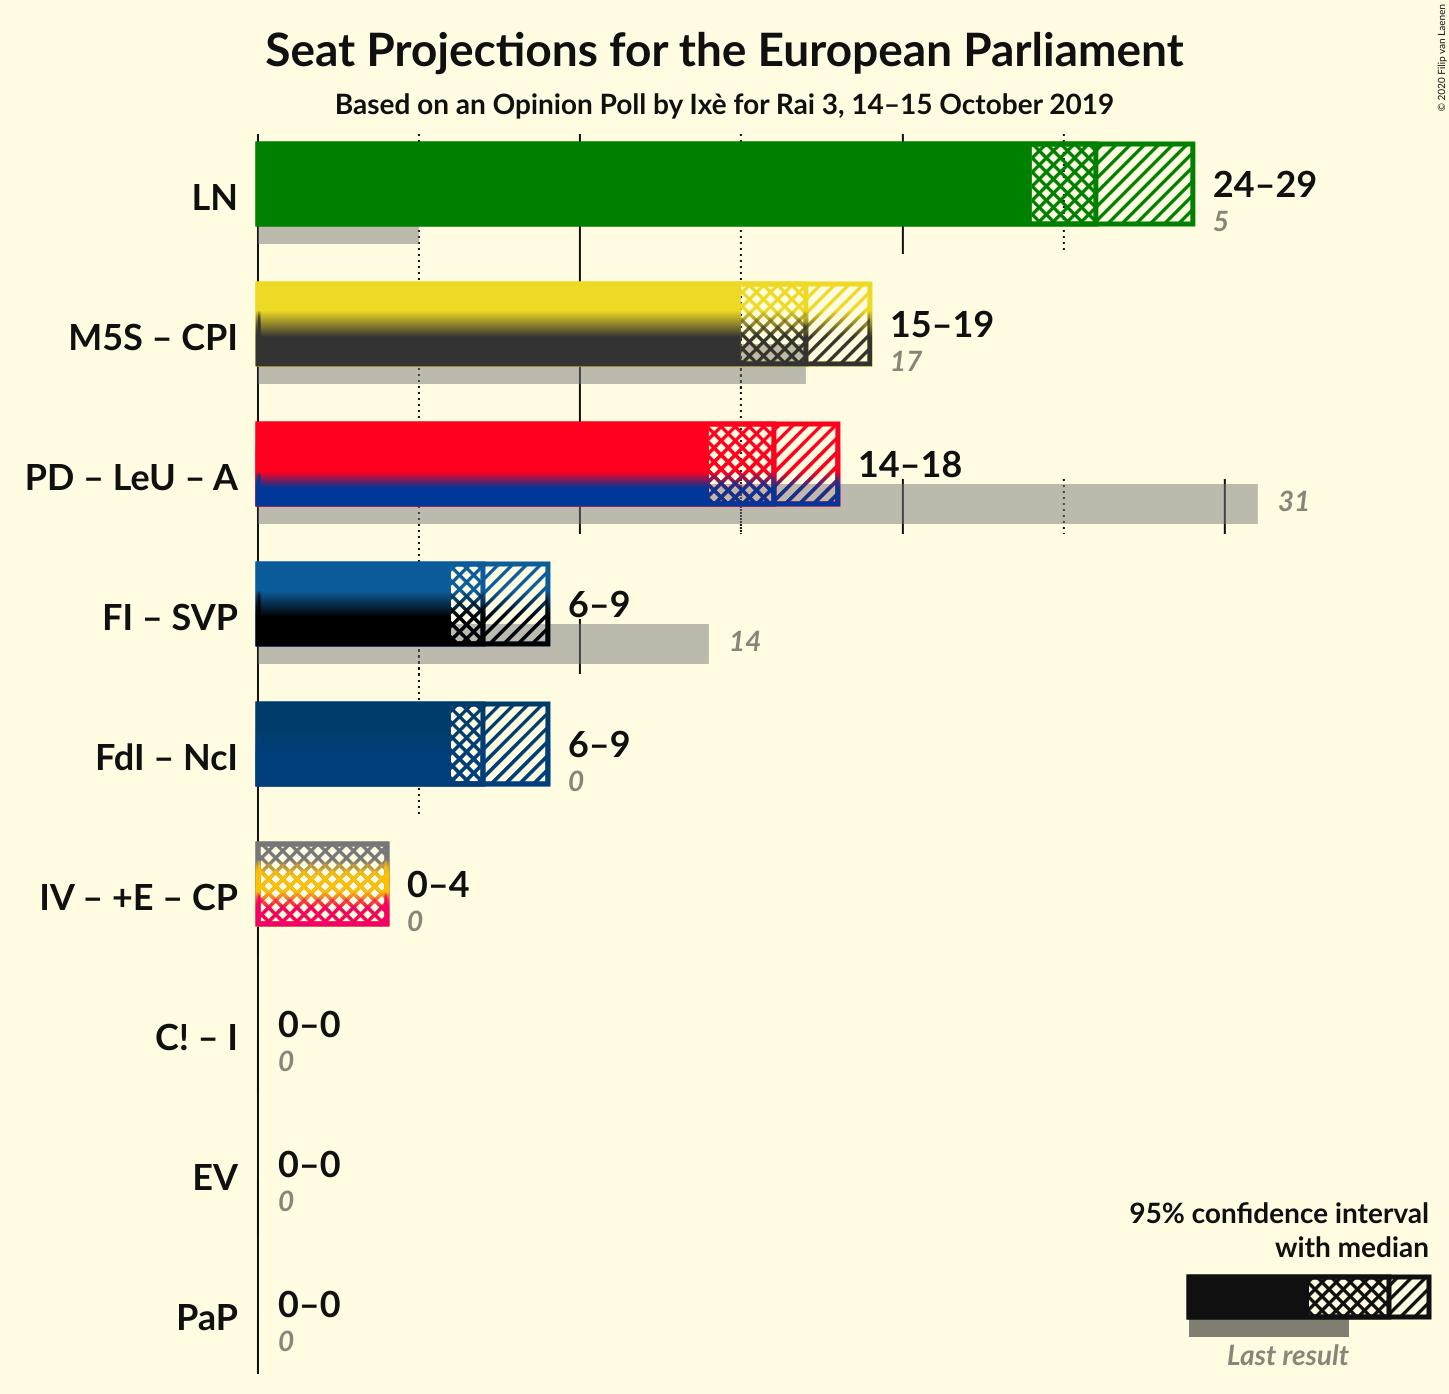 Seat Projections for the European Parliament
Based on an Opinion Poll by Ixè for Rai 3, 14–15 October 2019
© 2020 Filip van Laenen
LN
24–29
5
M5S – CPI
15–19
17
PD – LeU – A
14–18
31
FI – SVP
6–9
14
FdI – NcI
6–9
0
IV – +E – CP
0–4
0
C! – I
0–0
0
EV
0–0
0
PaP
0–0
0
95% confidence interval
with median
Last result